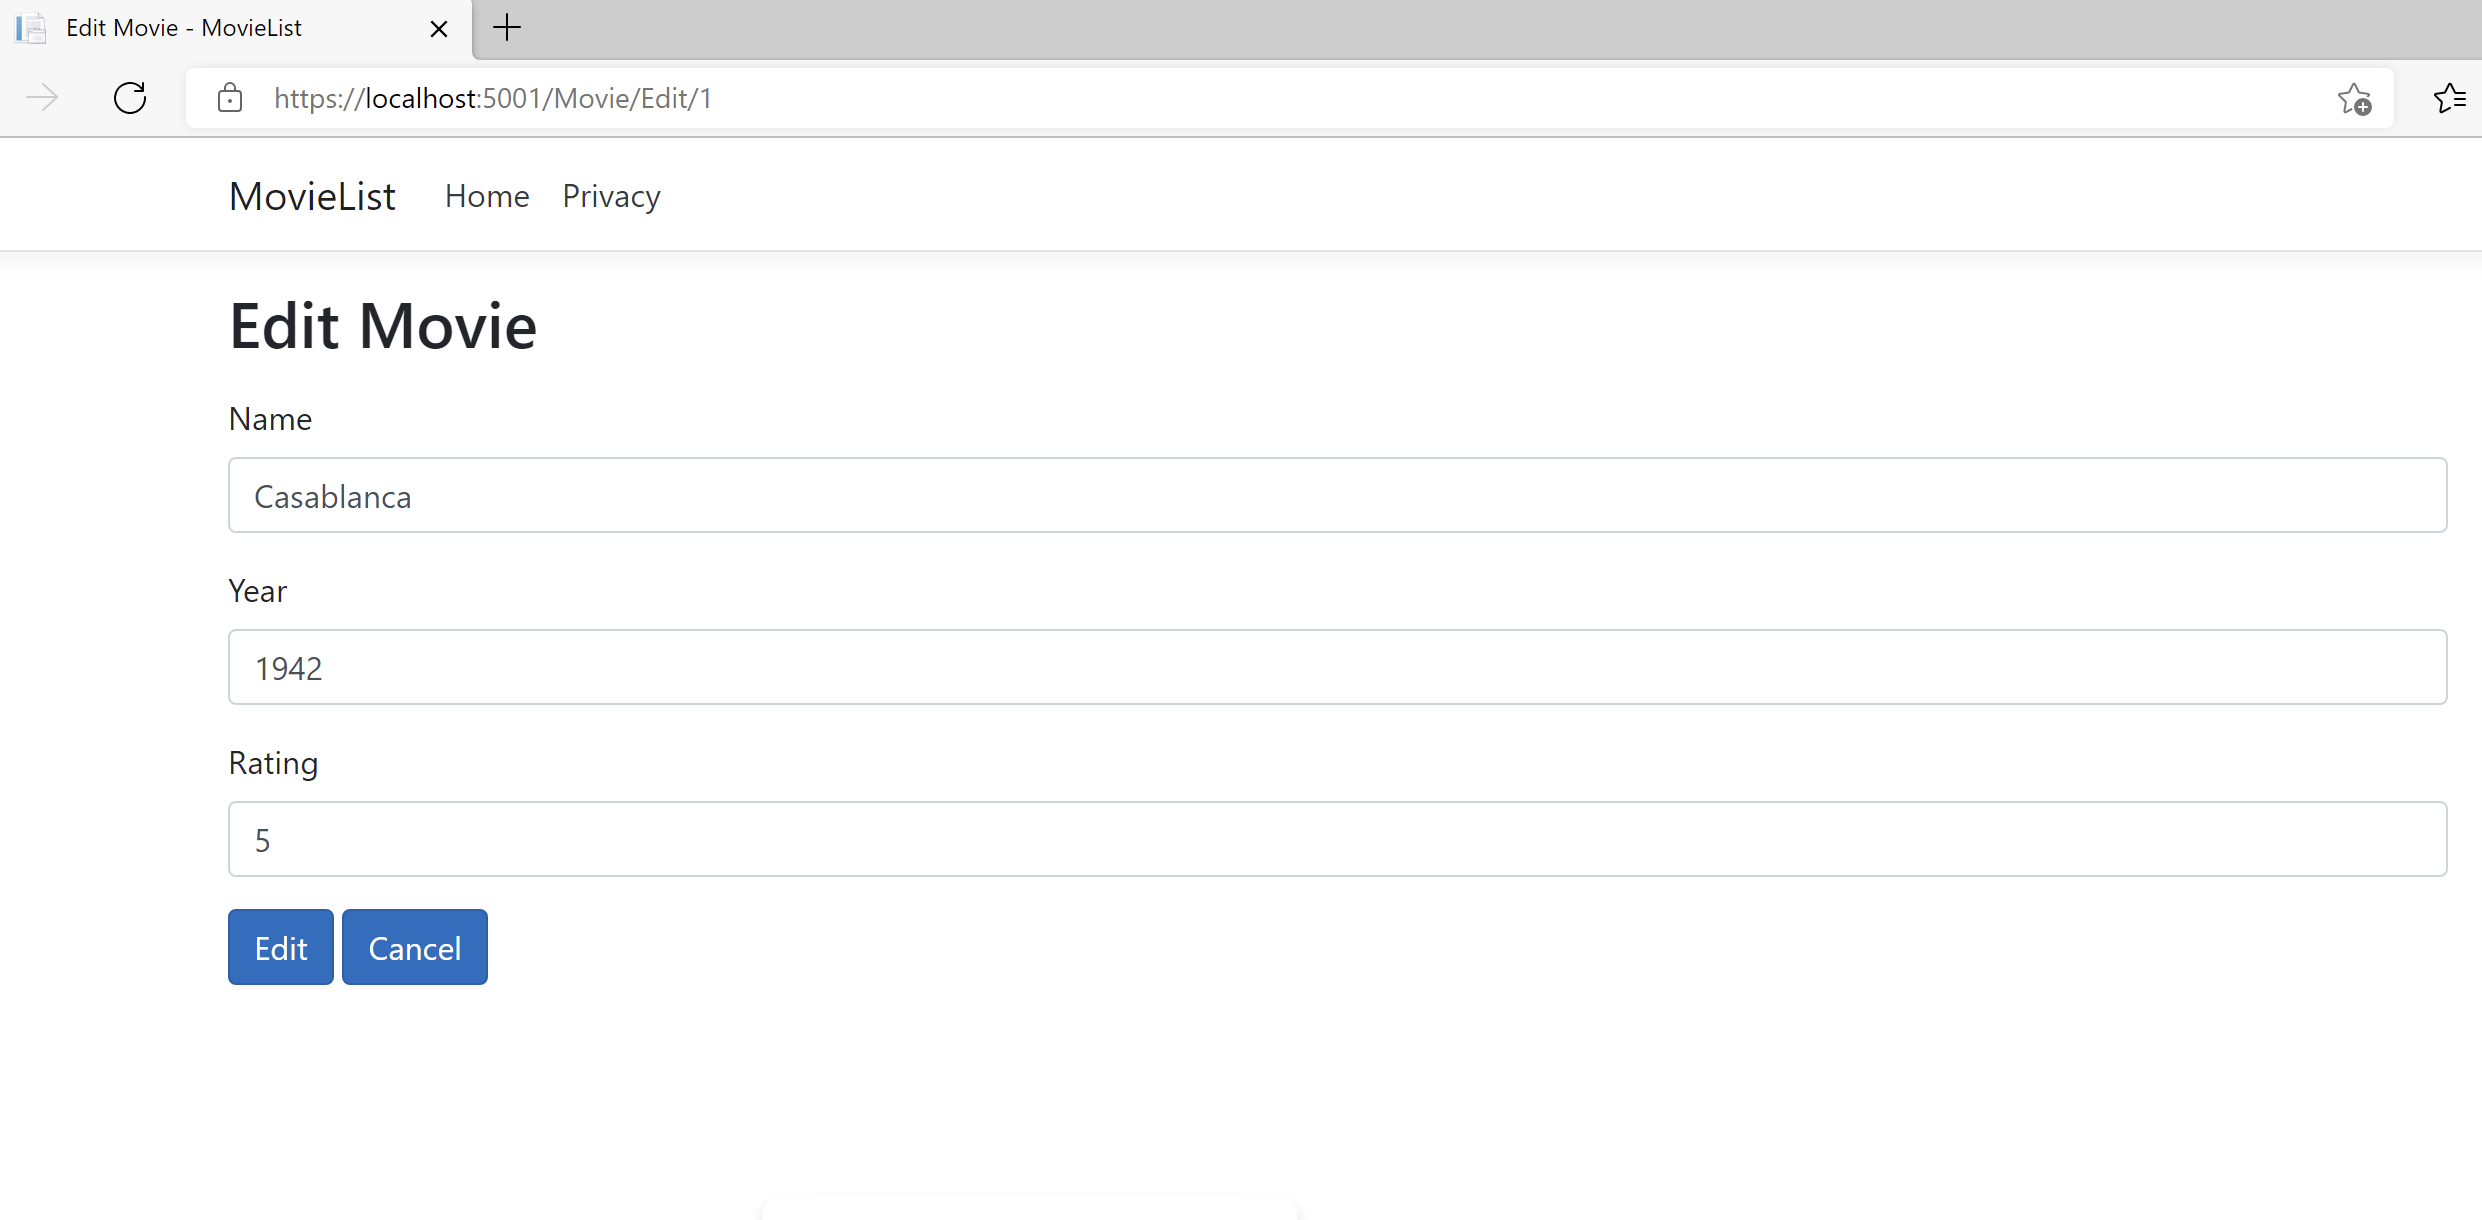 Edit Movie - MovieList
https://localhost:5001/Movie/Edit/1
MovieList Home Privacy
Edit Movie
Name
Casablanca
Year
1942
Rating
5
Edit Cancel